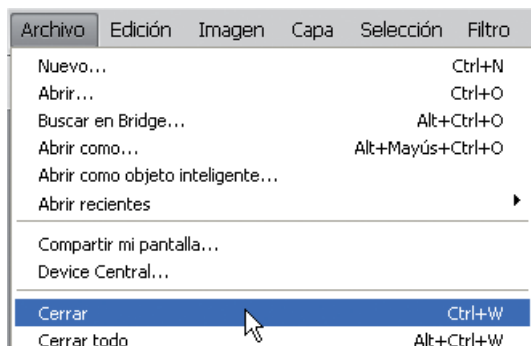 Archivo Edición Imagen Capa Selección Filtro
Nuevo... Ctrl+N
Abrir... Ctrl+O
Buscar en Bridge... Alt+Ctrl+O
Abrir como... Alt+Mayús+Ctrl+O
Abrir como objeto inteligente...
Abrir recientes
Compartir mi pantalla...
Device Central...
Cerrar Ctrl+W
Cerrar todo Alt+Ctrl+W